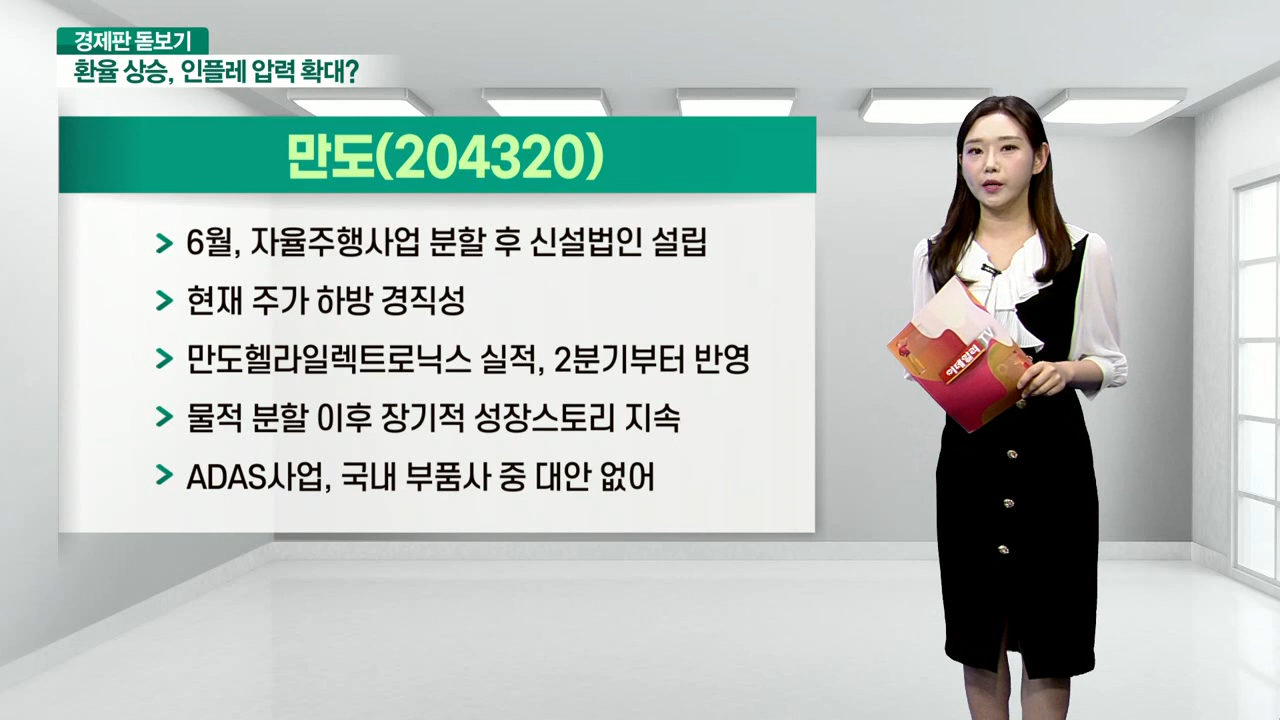 경제판 돋보기
환율 상승, 인플레 압력 확대?
만도(204320)
> 6월, 자율주행사업 분할 후 신설법인 설립
> 현재 주가 하방 경직성
> 만도헬라일렉트로닉스 실적, 2분기부터 반영
> 물적 분할 이후 장기적 성장스토리 지속
> ADAS사업, 국내 부품사 중 대안 없어
이데일리 TV